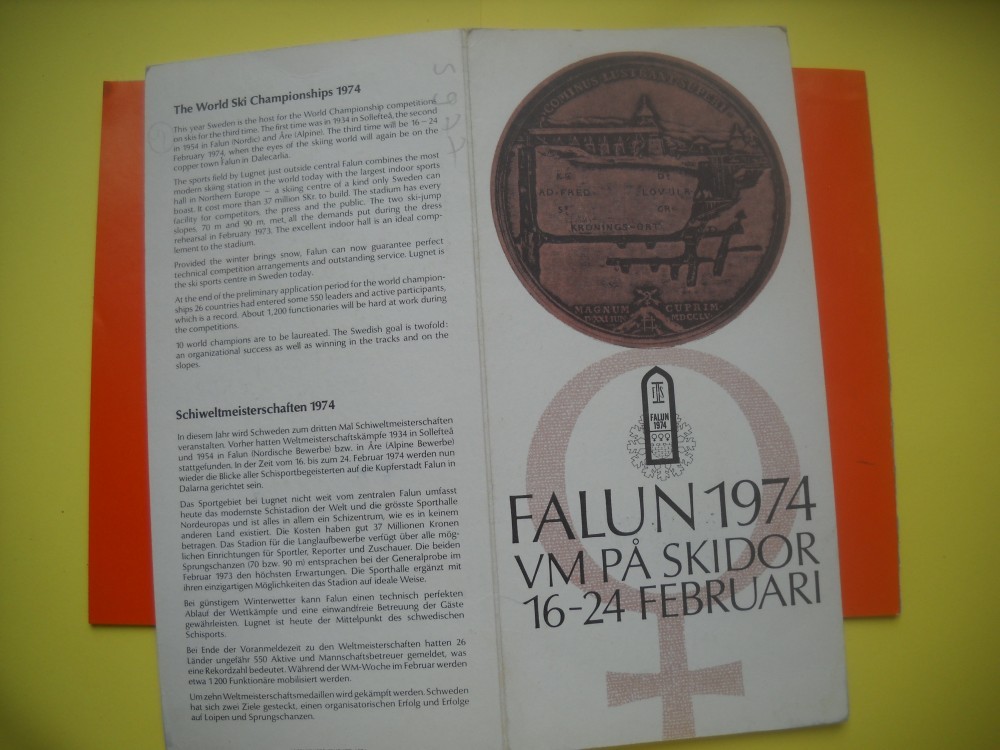 The World Ski Championships 1974
This year Sweden is the host for the World Championship competitions
on skis for the third time. The first time was in 1934 in Sollefteå, the second
in 1954 in Falun (Nordic) and Åre (Alpine). The third time will be 16–24
February 1974, when the eyes of the skiing world will again be on the
copper town Falun in Dalecarlia.
The sports field by Lugnet just outside central Falun combines the most
modern skiing station in the world today with the largest indoor sports
hall in Northern Europe – a skiing centre of a kind only Sweden can
boast. It cost more than 37 million SKr. to build. The stadium has every
facility for competitors, the press and the public. The two ski-jump
slopes, 70 m and 90 m, met, all the demands put during the dress
rehearsal in February 1973. The excellent indoor hall is an ideal comp-
lement to the stadium.
Provided the winter brings snow, Falun can now guarantee perfect
technical competition arrangements and outstanding service. Lugnet is
the ski sports centre in Sweden today.
At the end of the preliminary application period for the world champion-
ships 26 countries had entered some 550 leaders and active participants,
which is a record. About 1,200 functionaries will be hard at work during
the competitions.
10 world champions are to be laureated. The Swedish goal is twofold:
an organizational success as well as winning in the tracks and on the
slopes.
Schiweltmeisterschaften 1974
In diesem Jahr wird Schweden zum dritten Mal Schiweltmeisterschaften
veranstalten. Vorher hatten Weltmeisterschaftskämpfe 1934 in Sollefteå
und 1954 in Falun (Nordische Bewerbe) bzw. in Åre (Alpine Bewerbe)
stattgefunden. In der Zeit vom 16. bis zum 24. Februar 1974 werden nun
wieder die Blicke aller Schisportbegeisterten auf die Kupferstadt Falun in
Dalarna gerichtet sein.
Das Sportgebiet bei Lugnet nicht weit vom zentralen Falun umfasst
heute das modernste Schistadion der Welt und die grösste Sporthalle
Nordeuropas und ist alles in allem ein Schizentrum, wie es in keinem
anderen Land existiert. Die Kosten haben gut 37 Millionen Kronen
betragen. Das Stadion für die Langlaufbewerbe verfügt über alle mög-
lichen Einrichtungen für Sportler, Reporter und Zuschauer. Die beiden
Sprungschanzen (70 bzw. 90 m) entsprachen bei der Generalprobe im
Februar 1973 den höchsten Erwartungen. Die Sporthalle ergänzt mit
ihren einzigartigen Möglichkeiten das Stadion auf ideale Weise.
Bei günstigem Winterwetter kann Falun einen technisch perfekten
Ablauf der Wettkämpfe und eine einwandfreie Betreuung der Gäste
gewährleisten. Lugnet ist heute der Mittelpunkt des schwedischen
Schisports.
Bei Ende der Voranmeldezeit zu den Weltmeisterschaften hatten 26
Länder ungefähr 550 Aktive und Mannschaftsbetreuer gemeldet, was
eine Rekordzahl bedeutet. Während der WM-Woche im Februar werden
etwa 1 200 Funktionäre mobilisiert werden.
Um zehn Weltmeisterschaftsmedaillen wird gekämpft werden. Schweden
hat sich zwei Ziele gesteckt, einen organisatorischen Erfolg und Erfolge
auf Loipen und Sprungschanzen.
AD-FRED
KRONINGS-ORT
MAGNUM CUPRIM
MDCCLV
FIS
FALUN
1974
FALUN 1974
VM PÅ SKIDOR
16-24 FEBRUARI